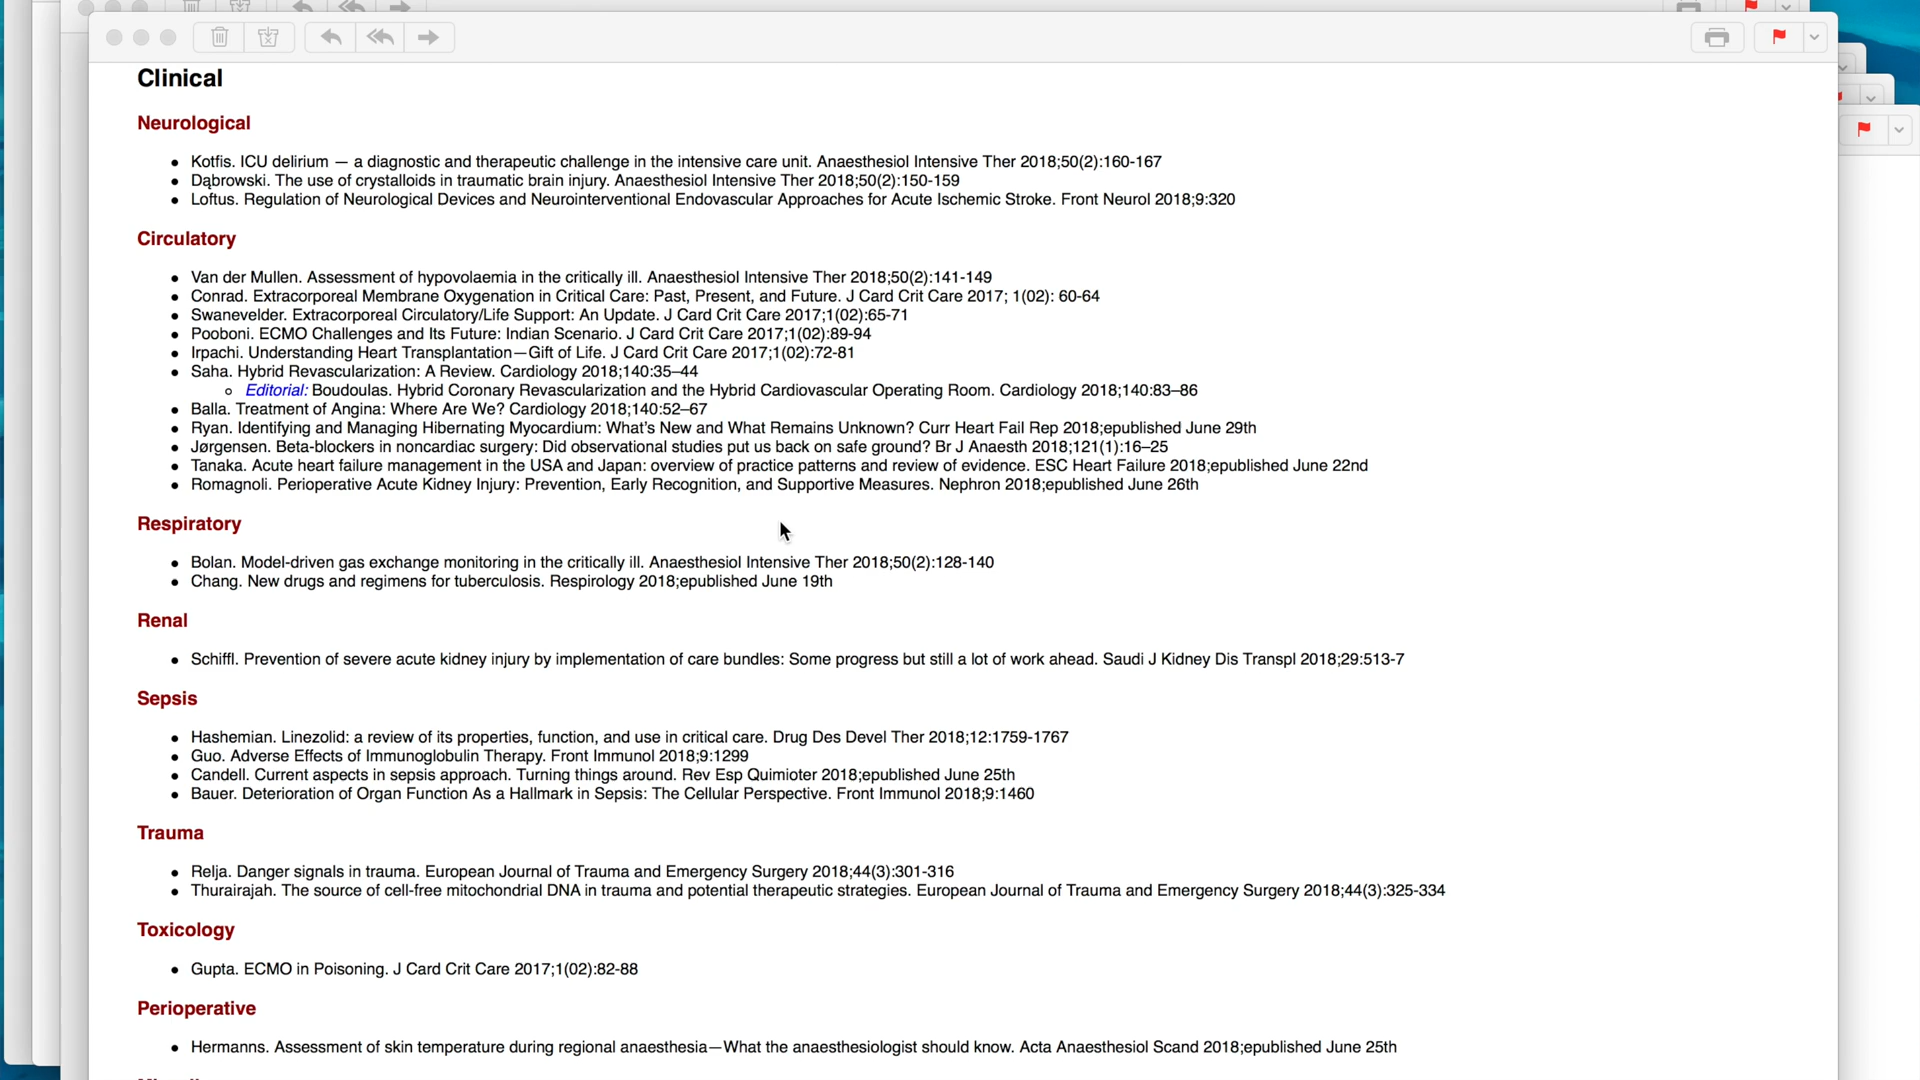 Clinical
Neurological
Kotfis. ICU delirium — a diagnostic and therapeutic challenge in the intensive care unit. Anaesthesiol Intensive Ther 2018;50(2):160-167
Dąbrowski. The use of crystalloids in traumatic brain injury. Anaesthesiol Intensive Ther 2018;50(2):150-159
Loftus. Regulation of Neurological Devices and Neurointerventional Endovascular Approaches for Acute Ischemic Stroke. Front Neurol 2018;9:320
Circulatory
Van der Mullen. Assessment of hypovolaemia in the critically ill. Anaesthesiol Intensive Ther 2018;50(2):141-149
Conrad. Extracorporeal Membrane Oxygenation in Critical Care: Past, Present, and Future. J Card Crit Care 2017; 1(02): 60-64
Swanevelder. Extracorporeal Circulatory/Life Support: An Update. J Card Crit Care 2017;1(02):65-71
Pooboni. ECMO Challenges and Its Future: Indian Scenario. J Card Crit Care 2017;1(02):89-94
Irpachi. Understanding Heart Transplantation—Gift of Life. J Card Crit Care 2017;1(02):72-81
Saha. Hybrid Revascularization: A Review. Cardiology 2018;140:35–44
Editorial: Boudoulas. Hybrid Coronary Revascularization and the Hybrid Cardiovascular Operating Room. Cardiology 2018;140:83–86
Balla. Treatment of Angina: Where Are We? Cardiology 2018;140:52–67
Ryan. Identifying and Managing Hibernating Myocardium: What's New and What Remains Unknown? Curr Heart Fail Rep 2018;epublished June 29th
Jørgensen. Beta-blockers in noncardiac surgery: Did observational studies put us back on safe ground? Br J Anaesth 2018;121(1):16–25
Tanaka. Acute heart failure management in the USA and Japan: overview of practice patterns and review of evidence. ESC Heart Failure 2018;epublished June 22nd
Romagnoli. Perioperative Acute Kidney Injury: Prevention, Early Recognition, and Supportive Measures. Nephron 2018;epublished June 26th
Respiratory
Bolan. Model-driven gas exchange monitoring in the critically ill. Anaesthesiol Intensive Ther 2018;50(2):128-140
Chang. New drugs and regimens for tuberculosis. Respirology 2018;epublished June 19th
Renal
Schiffl. Prevention of severe acute kidney injury by implementation of care bundles: Some progress but still a lot of work ahead. Saudi J Kidney Dis Transpl 2018;29:513-7
Sepsis
Hashemian. Linezolid: a review of its properties, function, and use in critical care. Drug Des Devel Ther 2018;12:1759-1767
Guo. Adverse Effects of Immunoglobulin Therapy. Front Immunol 2018;9:1299
Candell. Current aspects in sepsis approach. Turning things around. Rev Esp Quimioter 2018;epublished June 25th
Bauer. Deterioration of Organ Function As a Hallmark in Sepsis: The Cellular Perspective. Front Immunol 2018;9:1460
Trauma
Relja. Danger signals in trauma. European Journal of Trauma and Emergency Surgery 2018;44(3):301-316
Thurairajah. The source of cell-free mitochondrial DNA in trauma and potential therapeutic strategies. European Journal of Trauma and Emergency Surgery 2018;44(3):325-334
Toxicology
Gupta. ECMO in Poisoning. J Card Crit Care 2017;1(02):82-88
Perioperative
Hermanns. Assessment of skin temperature during regional anaesthesia—What the anaesthesiologist should know. Acta Anaesthesiol Scand 2018;epublished June 25th